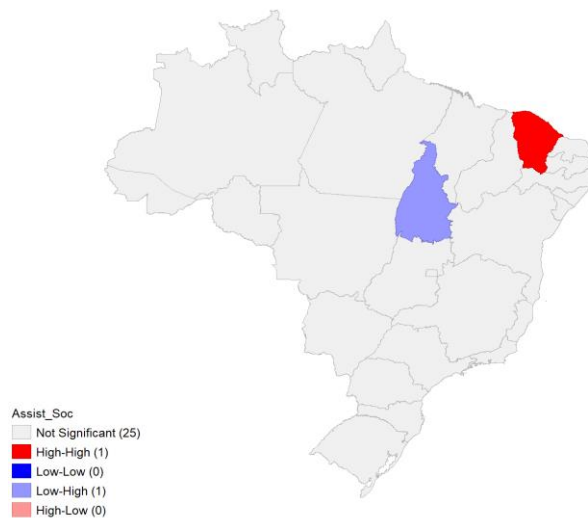 Assist_Soc
Not Significant (25)
High-High (1)
Low-Low (0)
Low-High (1)
High-Low (0)